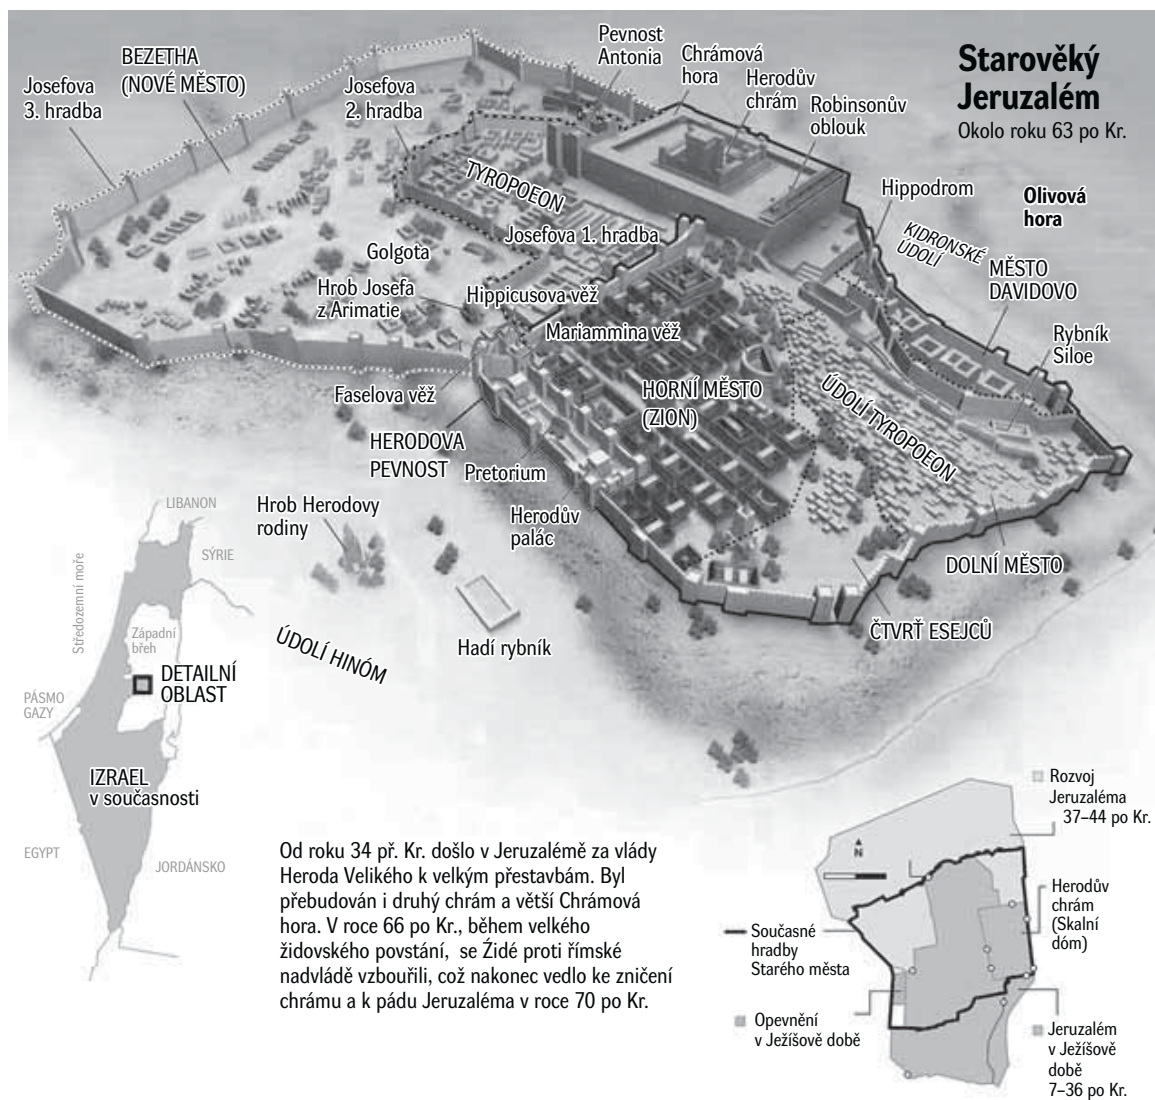 Starověký
Jeruzalém
Okolo roku 63 po Kr.
Josefova
3. hradba
BEZETHA
(NOVÉ MĚSTO)
Josefova
2. hradba
Pevnost
Antonia
Chrámová
hora
Herodův
chrám
Robinsonův
oblouk
TYROPOEON
Hippodrom
Olivová
hora
KIDRONSKÉ
ÚDOLÍ
MĚSTO
DAVIDOVO
Rybník
Siloe
Josefova 1. hradba
Golgota
Hrob Josefa
z Arimatie
Hippicusova věž
Mariammina věž
Faselova věž
HORNÍ MĚSTO
(ZION)
ÚDOLÍ TYROPOEON
HERODOVA
PEVNOST
Pretorium
Herodův
palác
Hrob Herodovy
rodiny
DOLNÍ MĚSTO
ČTVRŤ ESEJCŮ
Hadí rybník
ÚDOLÍ HINÓM
LIBANON
SÝRIE
Středozemní moře
Západní
břeh
DETAILNÍ
OBLAST
PÁSMO
GAZY
IZRAEL
v současnosti
EGYPT
JORDÁNSKO
Od roku 34 př. Kr. došlo v Jeruzalémě za vlády
Heroda Velikého k velkým přestavbám. Byl
přebudován i druhý chrám a větší Chrámová
hora. V roce 66 po Kr., během velkého
židovského povstání, se Źidé proti římské
nadvládě vzbouřili, což nakonec vedlo ke zničení
chrámu a k pádu Jeruzaléma v roce 70 po Kr.
Rozvoj
Jeruzaléma
37–44 po Kr.
N
Herodův
chrám
(Skalní
dóm)
Současné
hradby
Starého města
Opevnění
v Ježíšově době
Jeruzalém
v Ježíšově
době
7–36 po Kr.